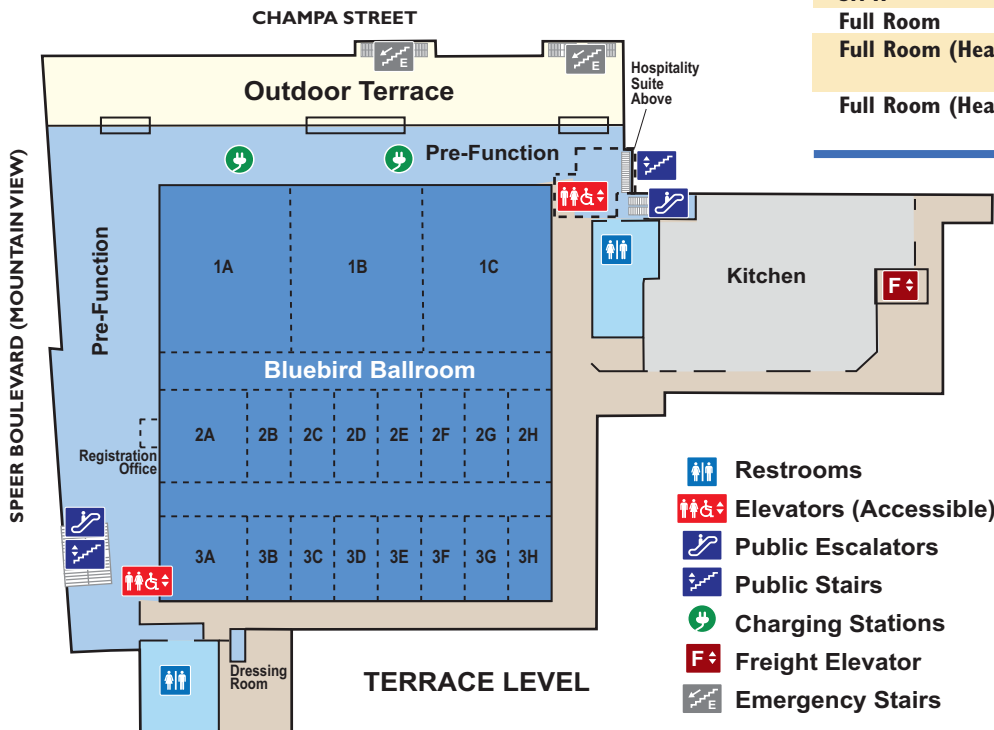 CHAMPA STREET
Full Room
Full Room (Hea
Full Room (Hea
E
E
Hospitality
Suite
Above
Outdoor Terrace
Pre-Function
SPEER BOULEVARD (MOUNTAIN VIEW)
Pre-Function
1A 1B 1C
Kitchen
F
Bluebird Ballroom
2A 2B 2C 2D 2E 2F 2G 2H
Registration
Office
3A 3B 3C 3D 3E 3F 3G 3H
Dressing
Room
TERRACE LEVEL
Restrooms
Elevators (Accessible)
Public Escalators
Public Stairs
Charging Stations
F Freight Elevator
E Emergency Stairs